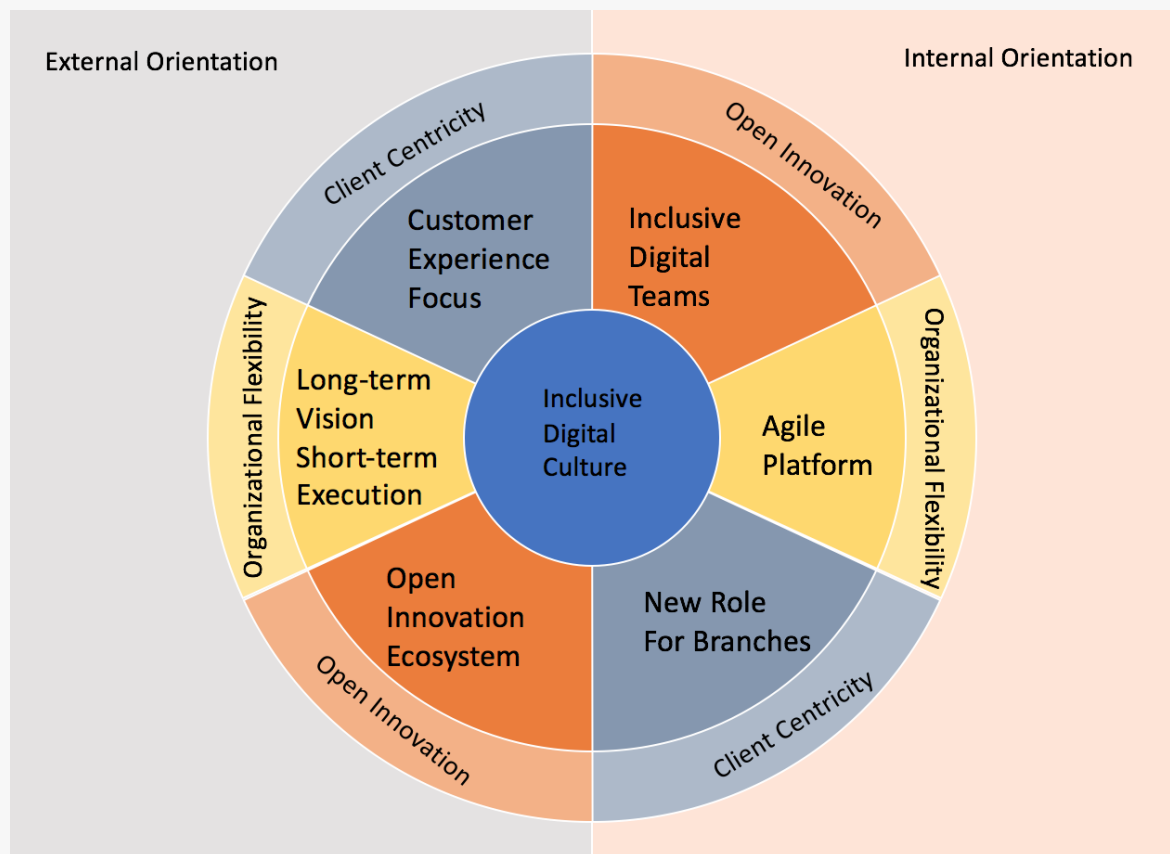 External Orientation
Internal Orientation
Client Centricity
Open Innovation
Customer
Experience
Focus
Inclusive
Digital
Teams
Organizational Flexibility
Long-term
Vision
Short-term
Execution
Inclusive
Digital
Culture
Agile
Platform
Organizational Flexibility
Open
Innovation
Ecosystem
New Role
For Branches
Open Innovation
Client Centricity